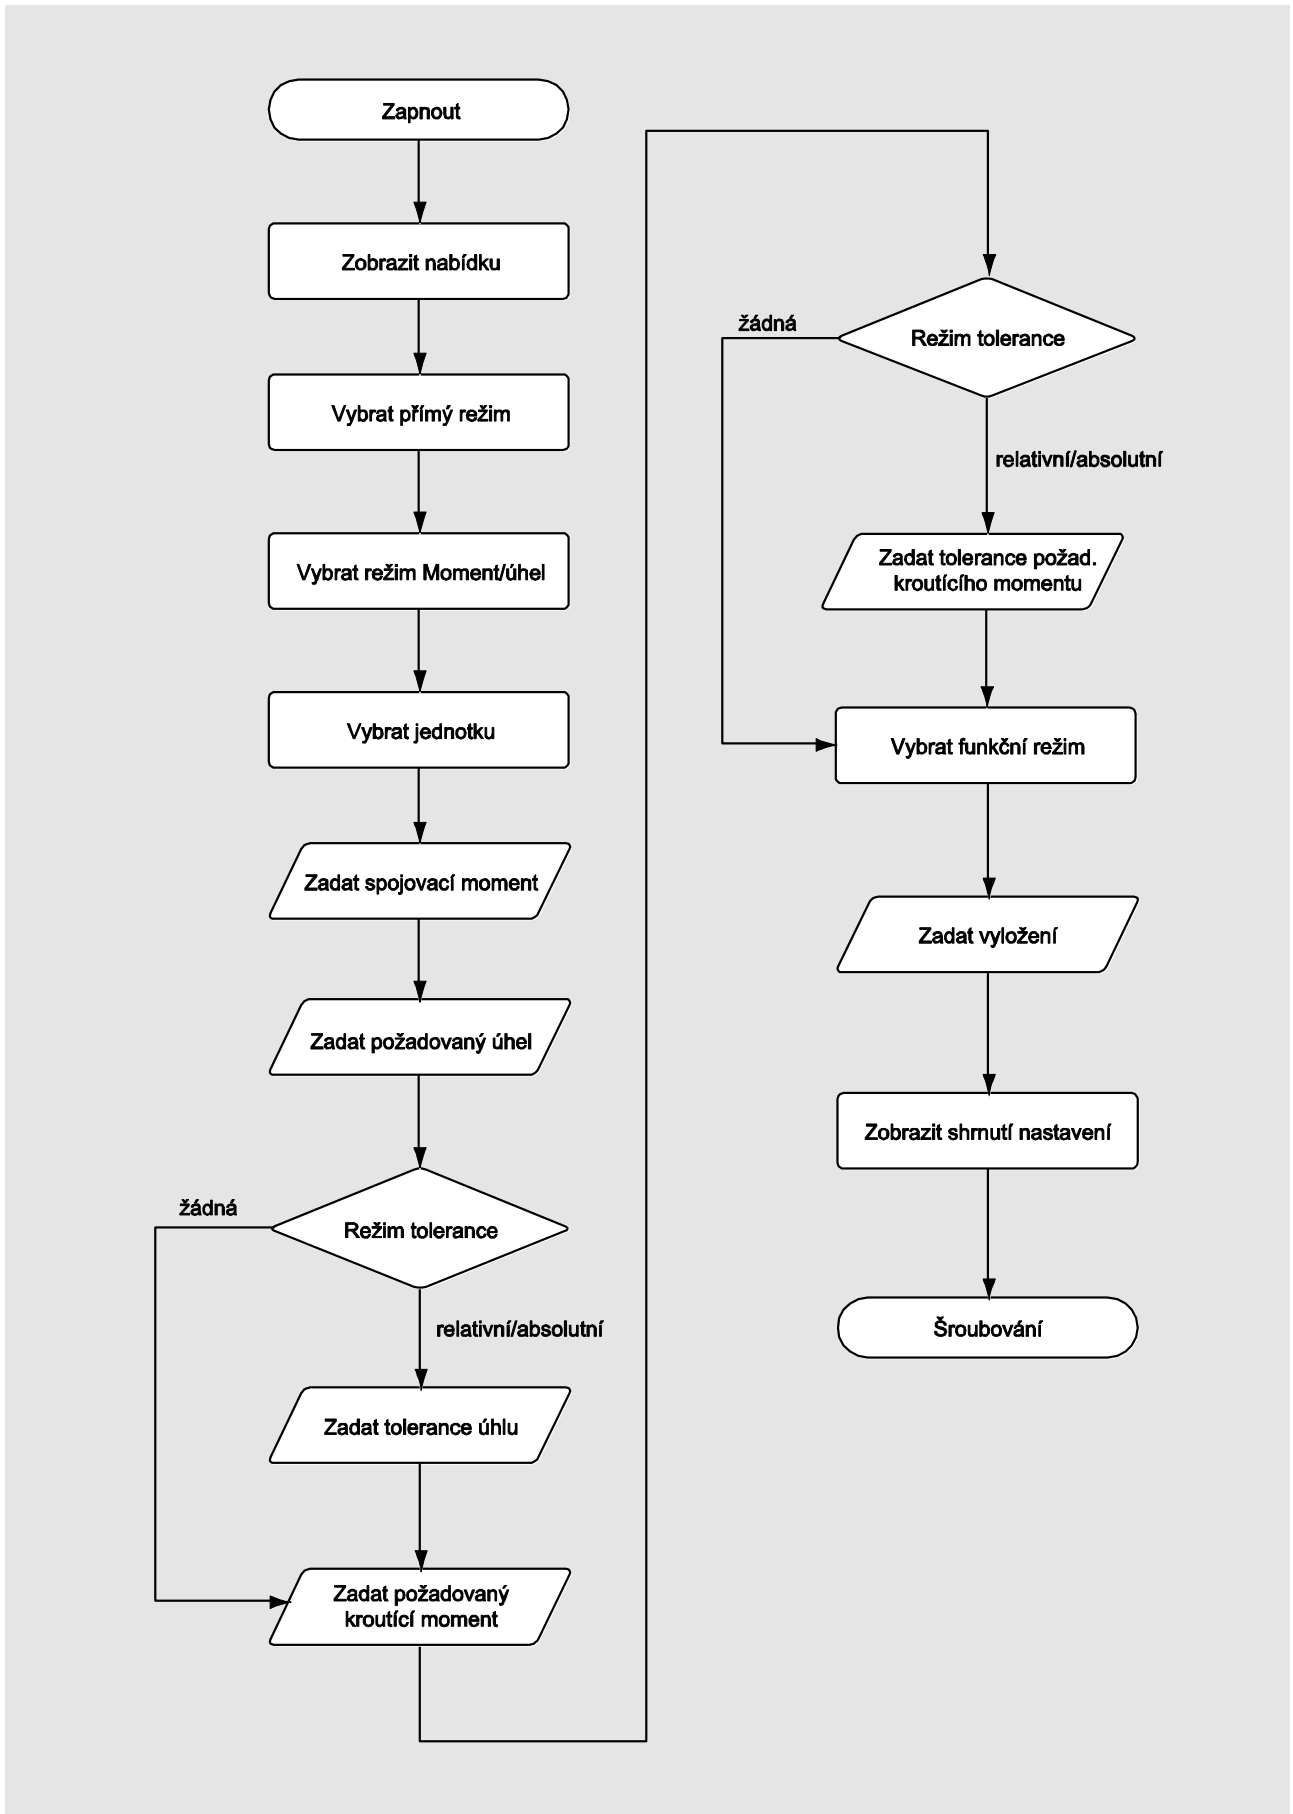 Zapnout
Zobrazit nabídku
Vybrat přímý režim
Vybrat režim Moment/úhel
Vybrat jednotku
Zadat spojovací moment
Zadat požadovaný úhel
Režim tolerance
žádná
relativní/absolutní
Zadat tolerance úhlu
Zadat požadovaný
kroutící moment
Režim tolerance
žádná
relativní/absolutní
Zadat tolerance požad.
kroutícího momentu
Vybrat funkční režim
Zadat vyložení
Zobrazit shrnutí nastavení
Šroubování